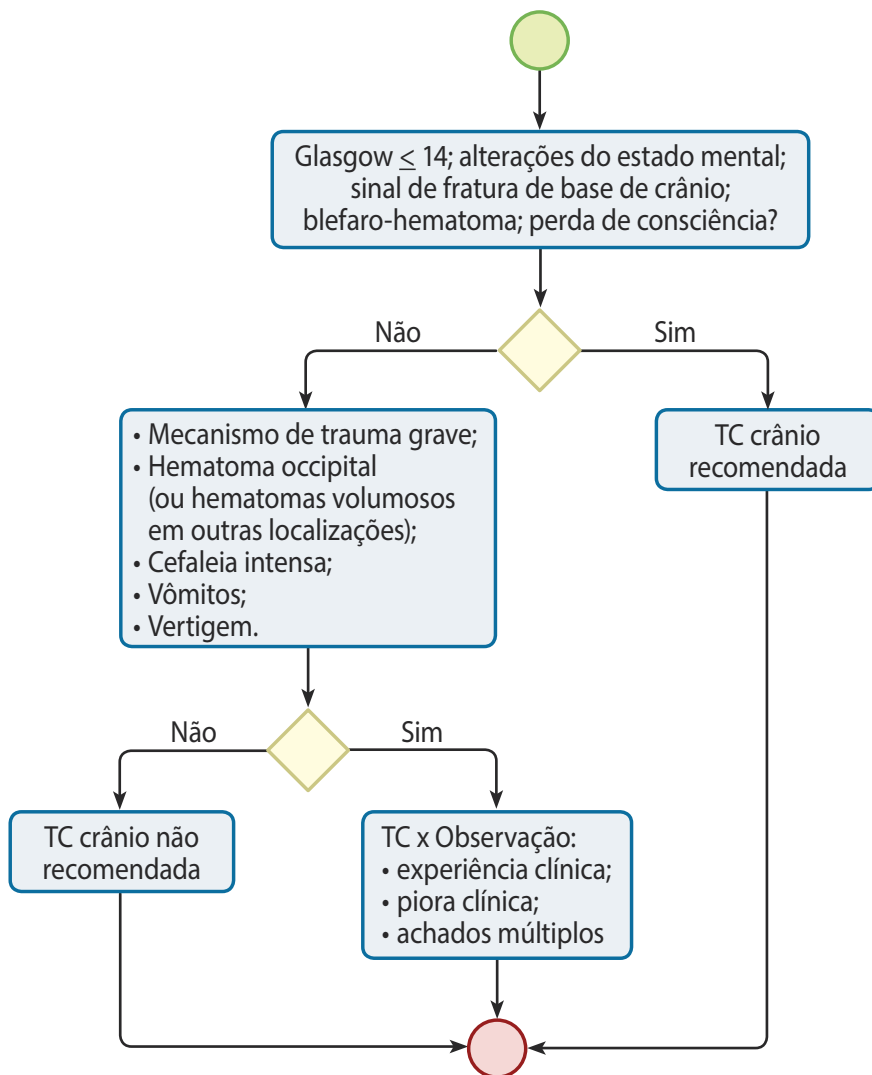 Glasgow ≤ 14; alterações do estado mental;
sinal de fratura de base de crânio;
blefaro-hematoma; perda de consciência?
Não
Sim
• Mecanismo de trauma grave;
• Hematoma occipital
(ou hematomas volumosos
em outras localizações);
• Cefaleia intensa;
• Vômitos;
• Vertigem.
TC crânio
recomendada
Não
Sim
TC crânio não
recomendada
TC x Observação:
• experiência clínica;
• piora clínica;
• achados múltiplos